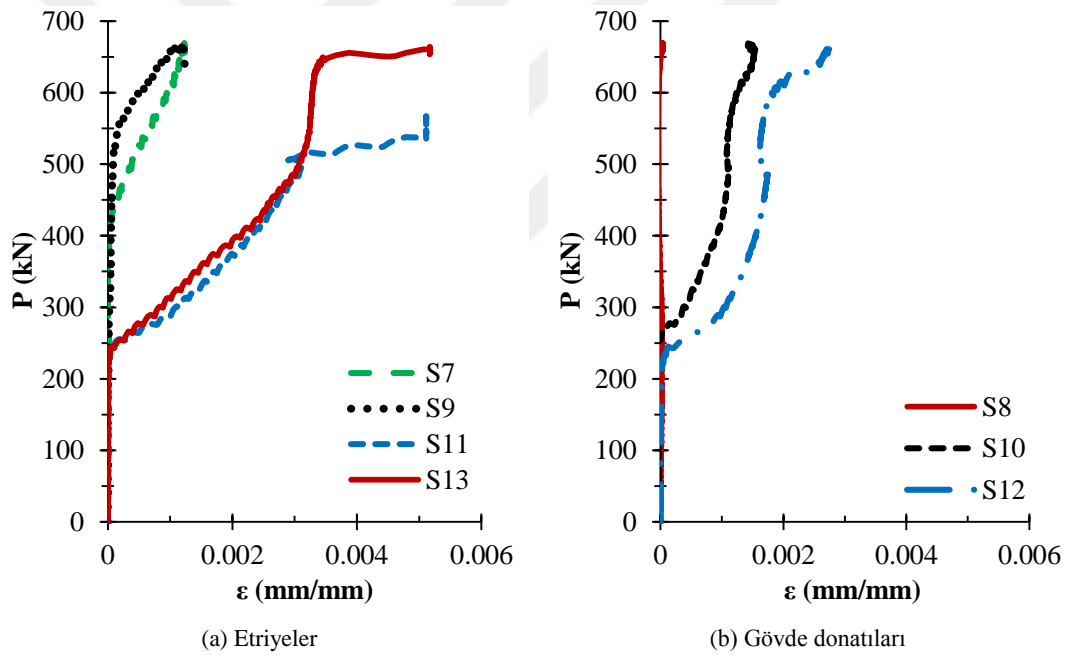 700
600
500
400
300
200
100
0
P (kN)
S7
S9
S11
S13
0
0.002
0.004
0.006
ε (mm/mm)
(a) Etriyeler
700
600
500
400
300
200
100
0
P (kN)
S8
S10
S12
0
0.002
0.004
0.006
ε (mm/mm)
(b) Gövde donatıları